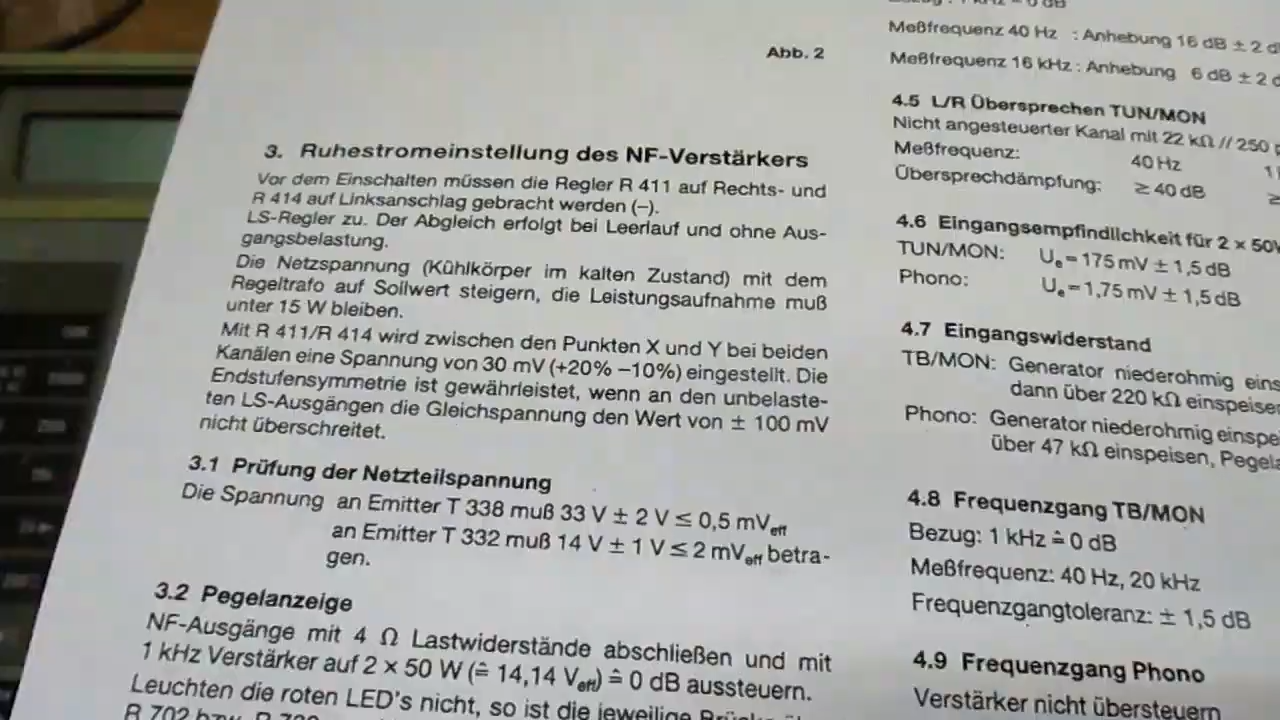 Abb. 2
3. Ruhestromeinstellung des NF-Verstärkers
Vor dem Einschalten müssen die Regler R 411 auf Rechts- und
R 414 auf Linksanschlag gebracht werden (–).
LS-Regler zu. Der Abgleich erfolgt bei Leerlauf und ohne Aus-
gangsbelastung.
Die Netzspannung (Kühlkörper im kalten Zustand) mit dem
Regeltrafo auf Sollwert steigern, die Leistungsaufnahme muß
unter 15 W bleiben.
Mit R 411/R 414 wird zwischen den Punkten X und Y bei beiden
Kanälen eine Spannung von 30 mV (+20% –10%) eingestellt. Die
Endstufensymmetrie ist gewährleistet, wenn an den unbelaste-
ten LS-Ausgängen die Gleichspannung den Wert von ± 100 mV
nicht überschreitet.
3.1 Prüfung der Netzteilspannung
Die Spannung an Emitter T 338 muß 33 V ± 2 V ≤ 0,5 mVeff
an Emitter T 332 muß 14 V ± 1 V ≤ 2 mVeff betra-
gen.
3.2 Pegelanzeige
NF-Ausgänge mit 4 Ω Lastwiderstände abschließen und mit
1 kHz Verstärker auf 2 x 50 W (≙ 14,14 Veff) ≙ 0 dB aussteuern.
Leuchten die roten LED's nicht, so ist die jeweilige
R 702 bzw.
Meßfrequenz 40 Hz : Anhebung 16 dB ± 2
Meßfrequenz 16 kHz : Anhebung 6 dB ± 2
4.5 L/R Übersprechen TUN/MON
Nicht angesteuerter Kanal mit 22 kΩ // 250
Meßfrequenz: 40 Hz
Übersprechdämpfung: ≥ 40 dB
4.6 Eingangsempfindlichkeit für 2 x 50
TUN/MON: Ue = 175 mV ± 1,5 dB
Phono: Ue = 1,75 mV ± 1,5 dB
4.7 Eingangswiderstand
TB/MON: Generator niederohmig eins
dann über 220 kΩ einspeise
Phono: Generator niederohmig einspe
über 47 kΩ einspeisen, Pegel
4.8 Frequenzgang TB/MON
Bezug: 1 kHz ≙ 0 dB
Meßfrequenz: 40 Hz, 20 kHz
Frequenzgangtoleranz: ± 1,5 dB
4.9 Frequenzgang Phono
Verstärker nicht übersteuern